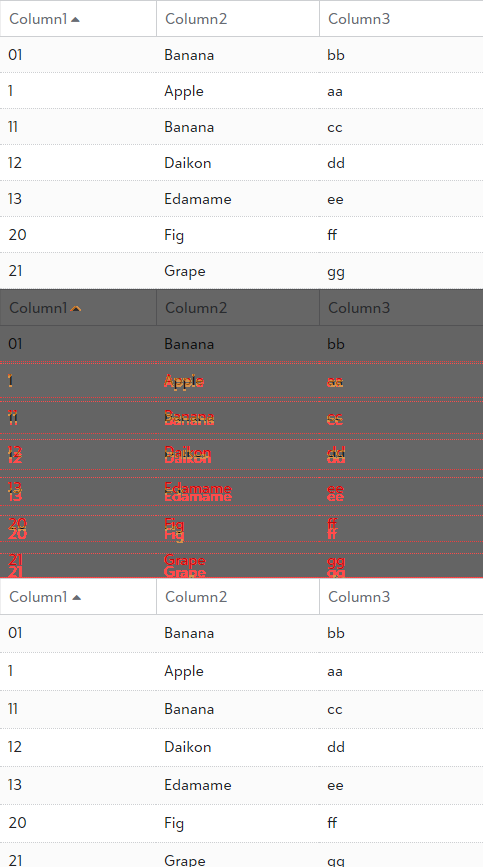 Column1 Column2 Column3
01 Banana bb
1 Apple aa
11 Banana cc
12 Daikon dd
13 Edamame ee
20 Fig ff
21 Grape gg
Column1 Column2 Column3
01 Banana bb
1 Apple aa
11 Banana cc
12 Daikon dd
13 Edamame ee
20 Fig ff
21 Grape gg
Column1 Column2 Column3
01 Banana bb
1 Apple aa
11 Banana cc
12 Daikon dd
13 Edamame ee
20 Fig ff
21 Grape gg